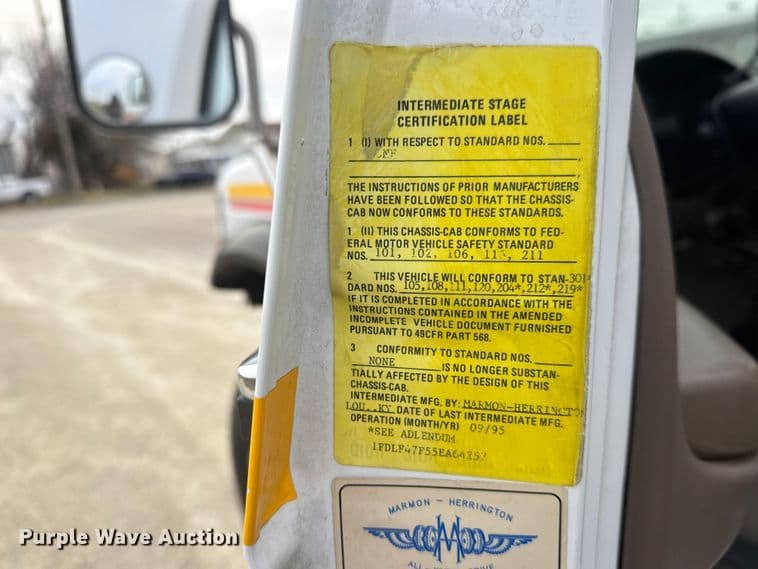 INTERMEDIATE STAGE
CERTIFICATION LABEL
1 (I) WITH RESPECT TO STANDARD NOS.
THE INSTRUCTIONS OF PRIOR MANUFACTURERS
HAVE BEEN FOLLOWED SO THAT THE CHASSIS-
CAB NOW CONFORMS TO THESE STANDARDS.
1 (II) THIS CHASSIS-CAB CONFORMS TO FED-
ERAL MOTOR VEHICLE SAFETY STANDARD
NOS. 101, 102, 106, 211
2 THIS VEHICLE WILL CONFORM TO STAN-301*
DARD NOS. 105,108,111,120,204*,212*,219*
IF IT IS COMPLETED IN ACCORDANCE WITH THE
INSTRUCTIONS CONTAINED IN THE AMENDED
INCOMPLETE VEHICLE DOCUMENT FURNISHED
PURSUANT TO 49CFR PART 568.
3 CONFORMITY TO STANDARD NOS.
NONE IS NO LONGER SUBSTAN-
TIALLY AFFECTED BY THE DESIGN OF THIS
CHASSIS-CAB.
INTERMEDIATE MFG. BY: MARMON-HERRINGTON
LOU., KY DATE OF LAST INTERMEDIATE MFG.
OPERATION (MONTH/YR) 09/95
*SEE ADLENDUM
MARMON - HERRINGTON
Purple Wave Auction